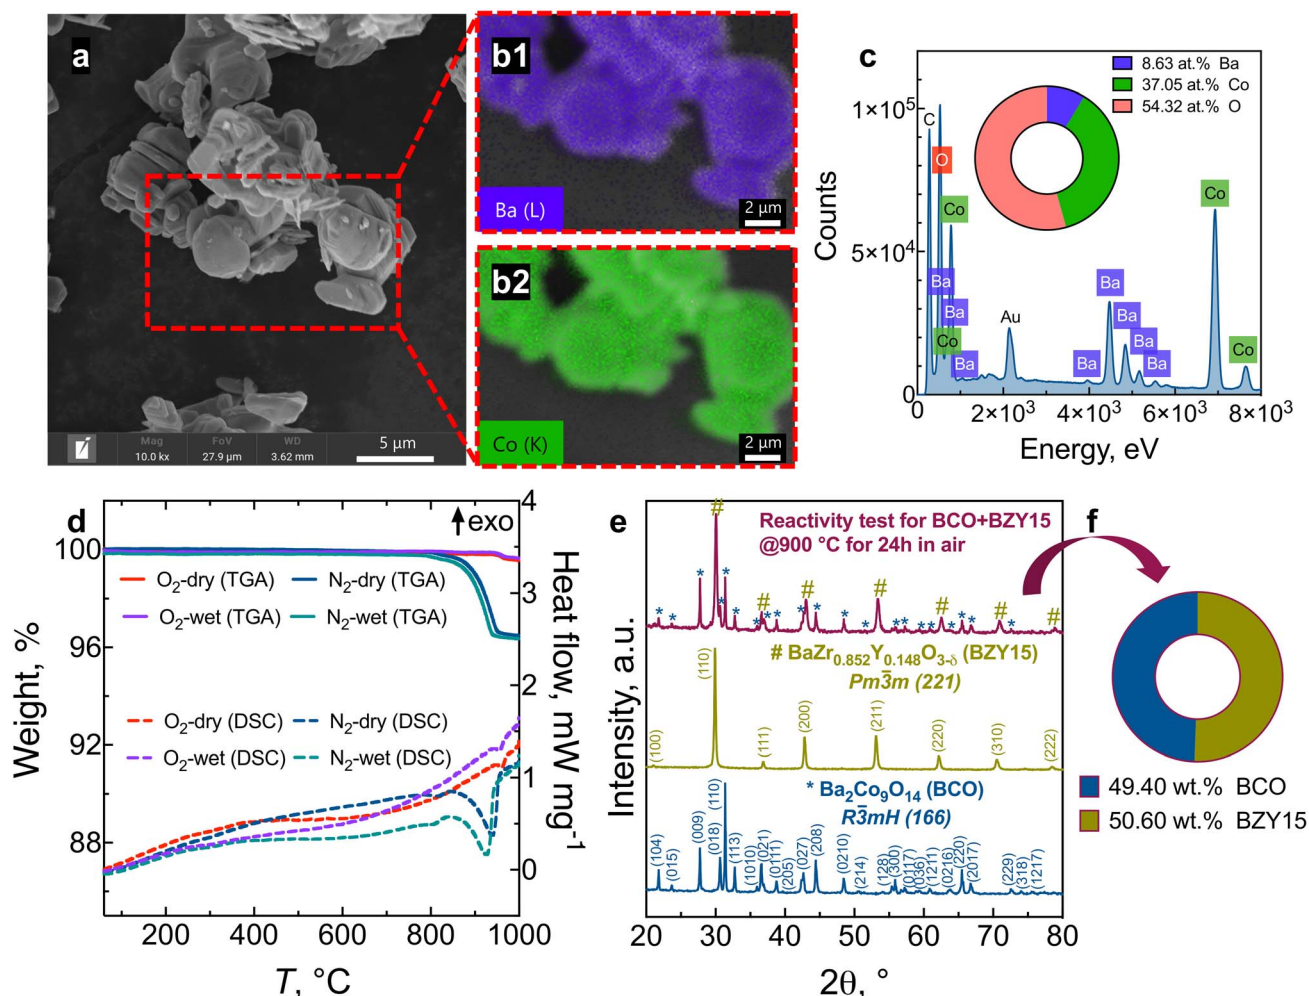 a
Mag
FoV
WD
10.0 kx
27.9 µm
3.62 mm
5 µm
b1
Ba (L)
2 µm
b2
Co (K)
2 µm
c
8.63 at.% Ba
37.05 at.% Co
54.32 at.% O
1×10⁵
5×10⁴
0
Counts
C
O
Co
Ba
Ba
Co
Ba
Au
Ba
Ba
Ba
Ba
Ba
Co
Co
0
2×10³
4×10³
6×10³
8×10³
Energy, eV
d
exo
O₂-dry (TGA)
N₂-dry (TGA)
O₂-wet (TGA)
N₂-wet (TGA)
O₂-dry (DSC)
N₂-dry (DSC)
O₂-wet (DSC)
N₂-wet (DSC)
100
96
92
88
Weight, %
4
3
2
1
0
Heat flow, mW mg⁻¹
200
400
600
800
1000
T, °C
e
Reactivity test for BCO+BZY15
@900 °C for 24h in air
# # # # # # #
* * * * * * * * * * * * * * * * * * * * *
# BaZr₀.₈₅₂Y₀.₁₄₈O₃₋δ (BZY15)
Pm3̄m (221)
(100)
(110)
(111)
(200)
(211)
(220)
(310)
(222)
* Ba₂Co₉O₁₄ (BCO)
R3̄mH (166)
(104)
(015)
(009)
(018)
(110)
(113)
(1010)
(021)
(0111)
(205)
(027)
(208)
(0210)
(214)
(128)
(300)
(0117)
(036)
(1211)
(0216)
(220)
(2017)
(229)
(318)
(1217)
Intensity, a.u.
20
30
40
50
60
70
80
2θ, °
f
49.40 wt.% BCO
50.60 wt.% BZY15